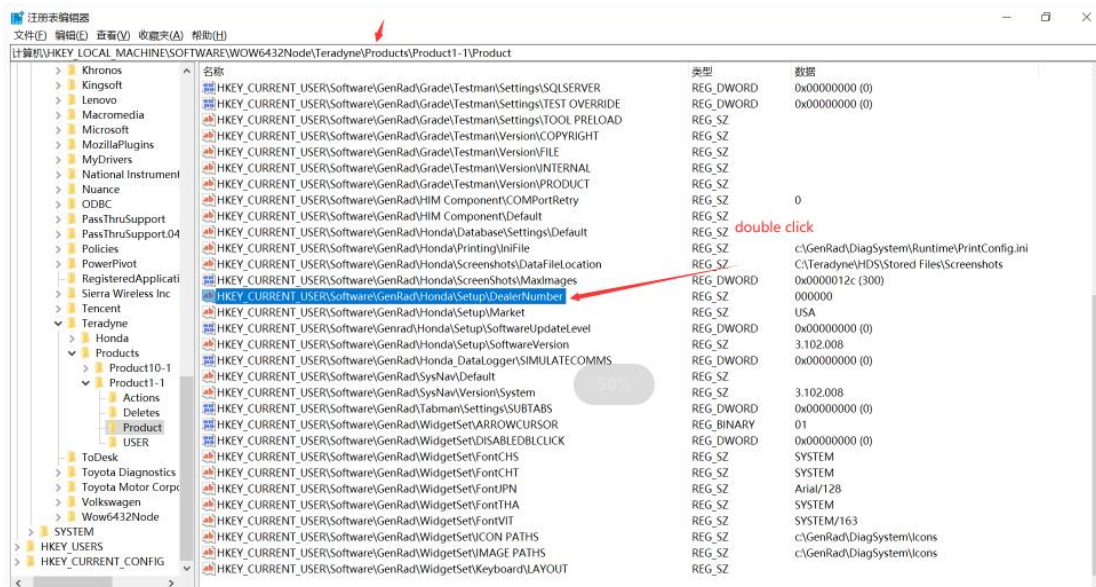 注册表编辑器
文件(F) 编辑(E) 查看(V) 收藏夹(A) 帮助(H)
计算机\HKEY_LOCAL_MACHINE\SOFTWARE\WOW6432Node\Teradyne\Products\Product1-1\Product
Khronos
Kingsoft
Lenovo
Macromedia
Microsoft
MozillaPlugins
MyDrivers
National Instrument
Nuance
ODBC
PassThruSupport
PassThruSupport.04
Policies
PowerPivot
RegisteredApplicati
Sierra Wireless Inc
Tencent
Teradyne
Honda
Products
Product10-1
Product1-1
Actions
Deletes
Product
USER
ToDesk
Toyota Diagnostics
Toyota Motor Corpo
Volkswagen
Wow6432Node
SYSTEM
HKEY_USERS
HKEY_CURRENT_CONFIG
名称 类型 数据
HKEY_CURRENT_USER\Software\GenRad\Grade\Testman\Settings\SQLSERVER REG_DWORD 0x00000000 (0)
HKEY_CURRENT_USER\Software\GenRad\Grade\Testman\Settings\TEST OVERRIDE REG_DWORD 0x00000000 (0)
HKEY_CURRENT_USER\Software\GenRad\Grade\Testman\Settings\TOOL PRELOAD REG_SZ
HKEY_CURRENT_USER\Software\GenRad\Grade\Testman\Version\COPYRIGHT REG_SZ
HKEY_CURRENT_USER\Software\GenRad\Grade\Testman\Version\FILE REG_SZ
HKEY_CURRENT_USER\Software\GenRad\Grade\Testman\Version\INTERNAL REG_SZ
HKEY_CURRENT_USER\Software\GenRad\Grade\Testman\Version\PRODUCT REG_SZ
HKEY_CURRENT_USER\Software\GenRad\HIM Component\COMPortRetry REG_SZ 0
HKEY_CURRENT_USER\Software\GenRad\HIM Component\Default REG_SZ
HKEY_CURRENT_USER\Software\GenRad\Honda\Database\Settings\Default REG_SZ
double click
HKEY_CURRENT_USER\Software\GenRad\Honda\Printing\IniFile REG_SZ c:\GenRad\DiagSystem\Runtime\PrintConfig.ini
HKEY_CURRENT_USER\Software\GenRad\Honda\Screenshots\DataFileLocation REG_SZ C:\Teradyne\HDS\Stored Files\Screenshots
HKEY_CURRENT_USER\Software\GenRad\Honda\ScreenShots\MaxImages REG_DWORD 0x0000012c (300)
HKEY_CURRENT_USER\Software\GenRad\Honda\Setup\DealerNumber REG_SZ 000000
HKEY_CURRENT_USER\Software\GenRad\Honda\Setup\Market REG_SZ USA
HKEY_CURRENT_USER\Software\Genrad\Honda\Setup\SoftwareUpdateLevel REG_DWORD 0x00000000 (0)
HKEY_CURRENT_USER\Software\GenRad\Honda\Setup\SoftwareVersion REG_SZ 3.102.008
HKEY_CURRENT_USER\Software\GenRad\Honda_DataLogger\SIMULATECOMMS REG_DWORD 0x00000000 (0)
HKEY_CURRENT_USER\Software\GenRad\SysNav\Default REG_SZ
50%
HKEY_CURRENT_USER\Software\GenRad\SysNav\Version\System REG_SZ 3.102.008
HKEY_CURRENT_USER\Software\GenRad\Tabman\Settings\SUBTABS REG_DWORD 0x00000000 (0)
HKEY_CURRENT_USER\Software\GenRad\WidgetSet\ARROWCURSOR REG_BINARY 01
HKEY_CURRENT_USER\Software\GenRad\WidgetSet\DISABLEDBLCLICK REG_DWORD 0x00000000 (0)
HKEY_CURRENT_USER\Software\GenRad\WidgetSet\FontCHS REG_SZ SYSTEM
HKEY_CURRENT_USER\Software\GenRad\WidgetSet\FontCHT REG_SZ SYSTEM
HKEY_CURRENT_USER\Software\GenRad\WidgetSet\FontJPN REG_SZ Arial/128
HKEY_CURRENT_USER\Software\GenRad\WidgetSet\FontTHA REG_SZ SYSTEM
HKEY_CURRENT_USER\Software\GenRad\WidgetSet\FontVIT REG_SZ SYSTEM/163
HKEY_CURRENT_USER\Software\GenRad\WidgetSet\ICON PATHS REG_SZ c:\GenRad\DiagSystem\Icons
HKEY_CURRENT_USER\Software\GenRad\WidgetSet\IMAGE PATHS REG_SZ c:\GenRad\DiagSystem\Icons
HKEY_CURRENT_USER\Software\GenRad\WidgetSet\Keyboard\LAYOUT REG_SZ